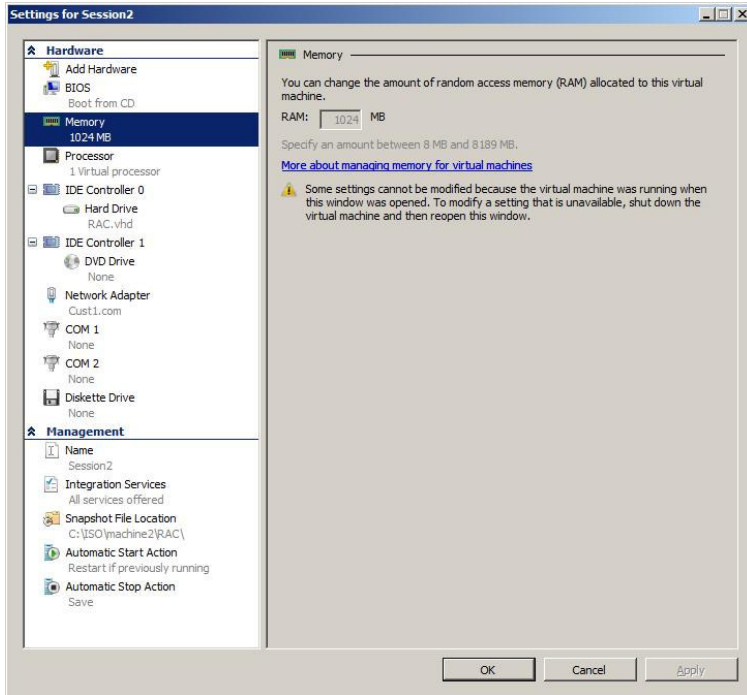 Settings for Session2
Hardware
Add Hardware
BIOS
Boot from CD
Memory
1024 MB
Processor
1 Virtual processor
IDE Controller 0
Hard Drive
RAC.vhd
IDE Controller 1
DVD Drive
None
Network Adapter
Cust1.com
COM 1
None
COM 2
None
Diskette Drive
None
Management
Name
Session2
Integration Services
All services offered
Snapshot File Location
C:\ISO\machine2\RAC\
Automatic Start Action
Restart if previously running
Automatic Stop Action
Save
Memory
You can change the amount of random access memory (RAM) allocated to this virtual
machine.
RAM: 1024 MB
Specify an amount between 8 MB and 8189 MB.
More about managing memory for virtual machines
Some settings cannot be modified because the virtual machine was running when
this window was opened. To modify a setting that is unavailable, shut down the
virtual machine and then reopen this window.
OK Cancel Apply